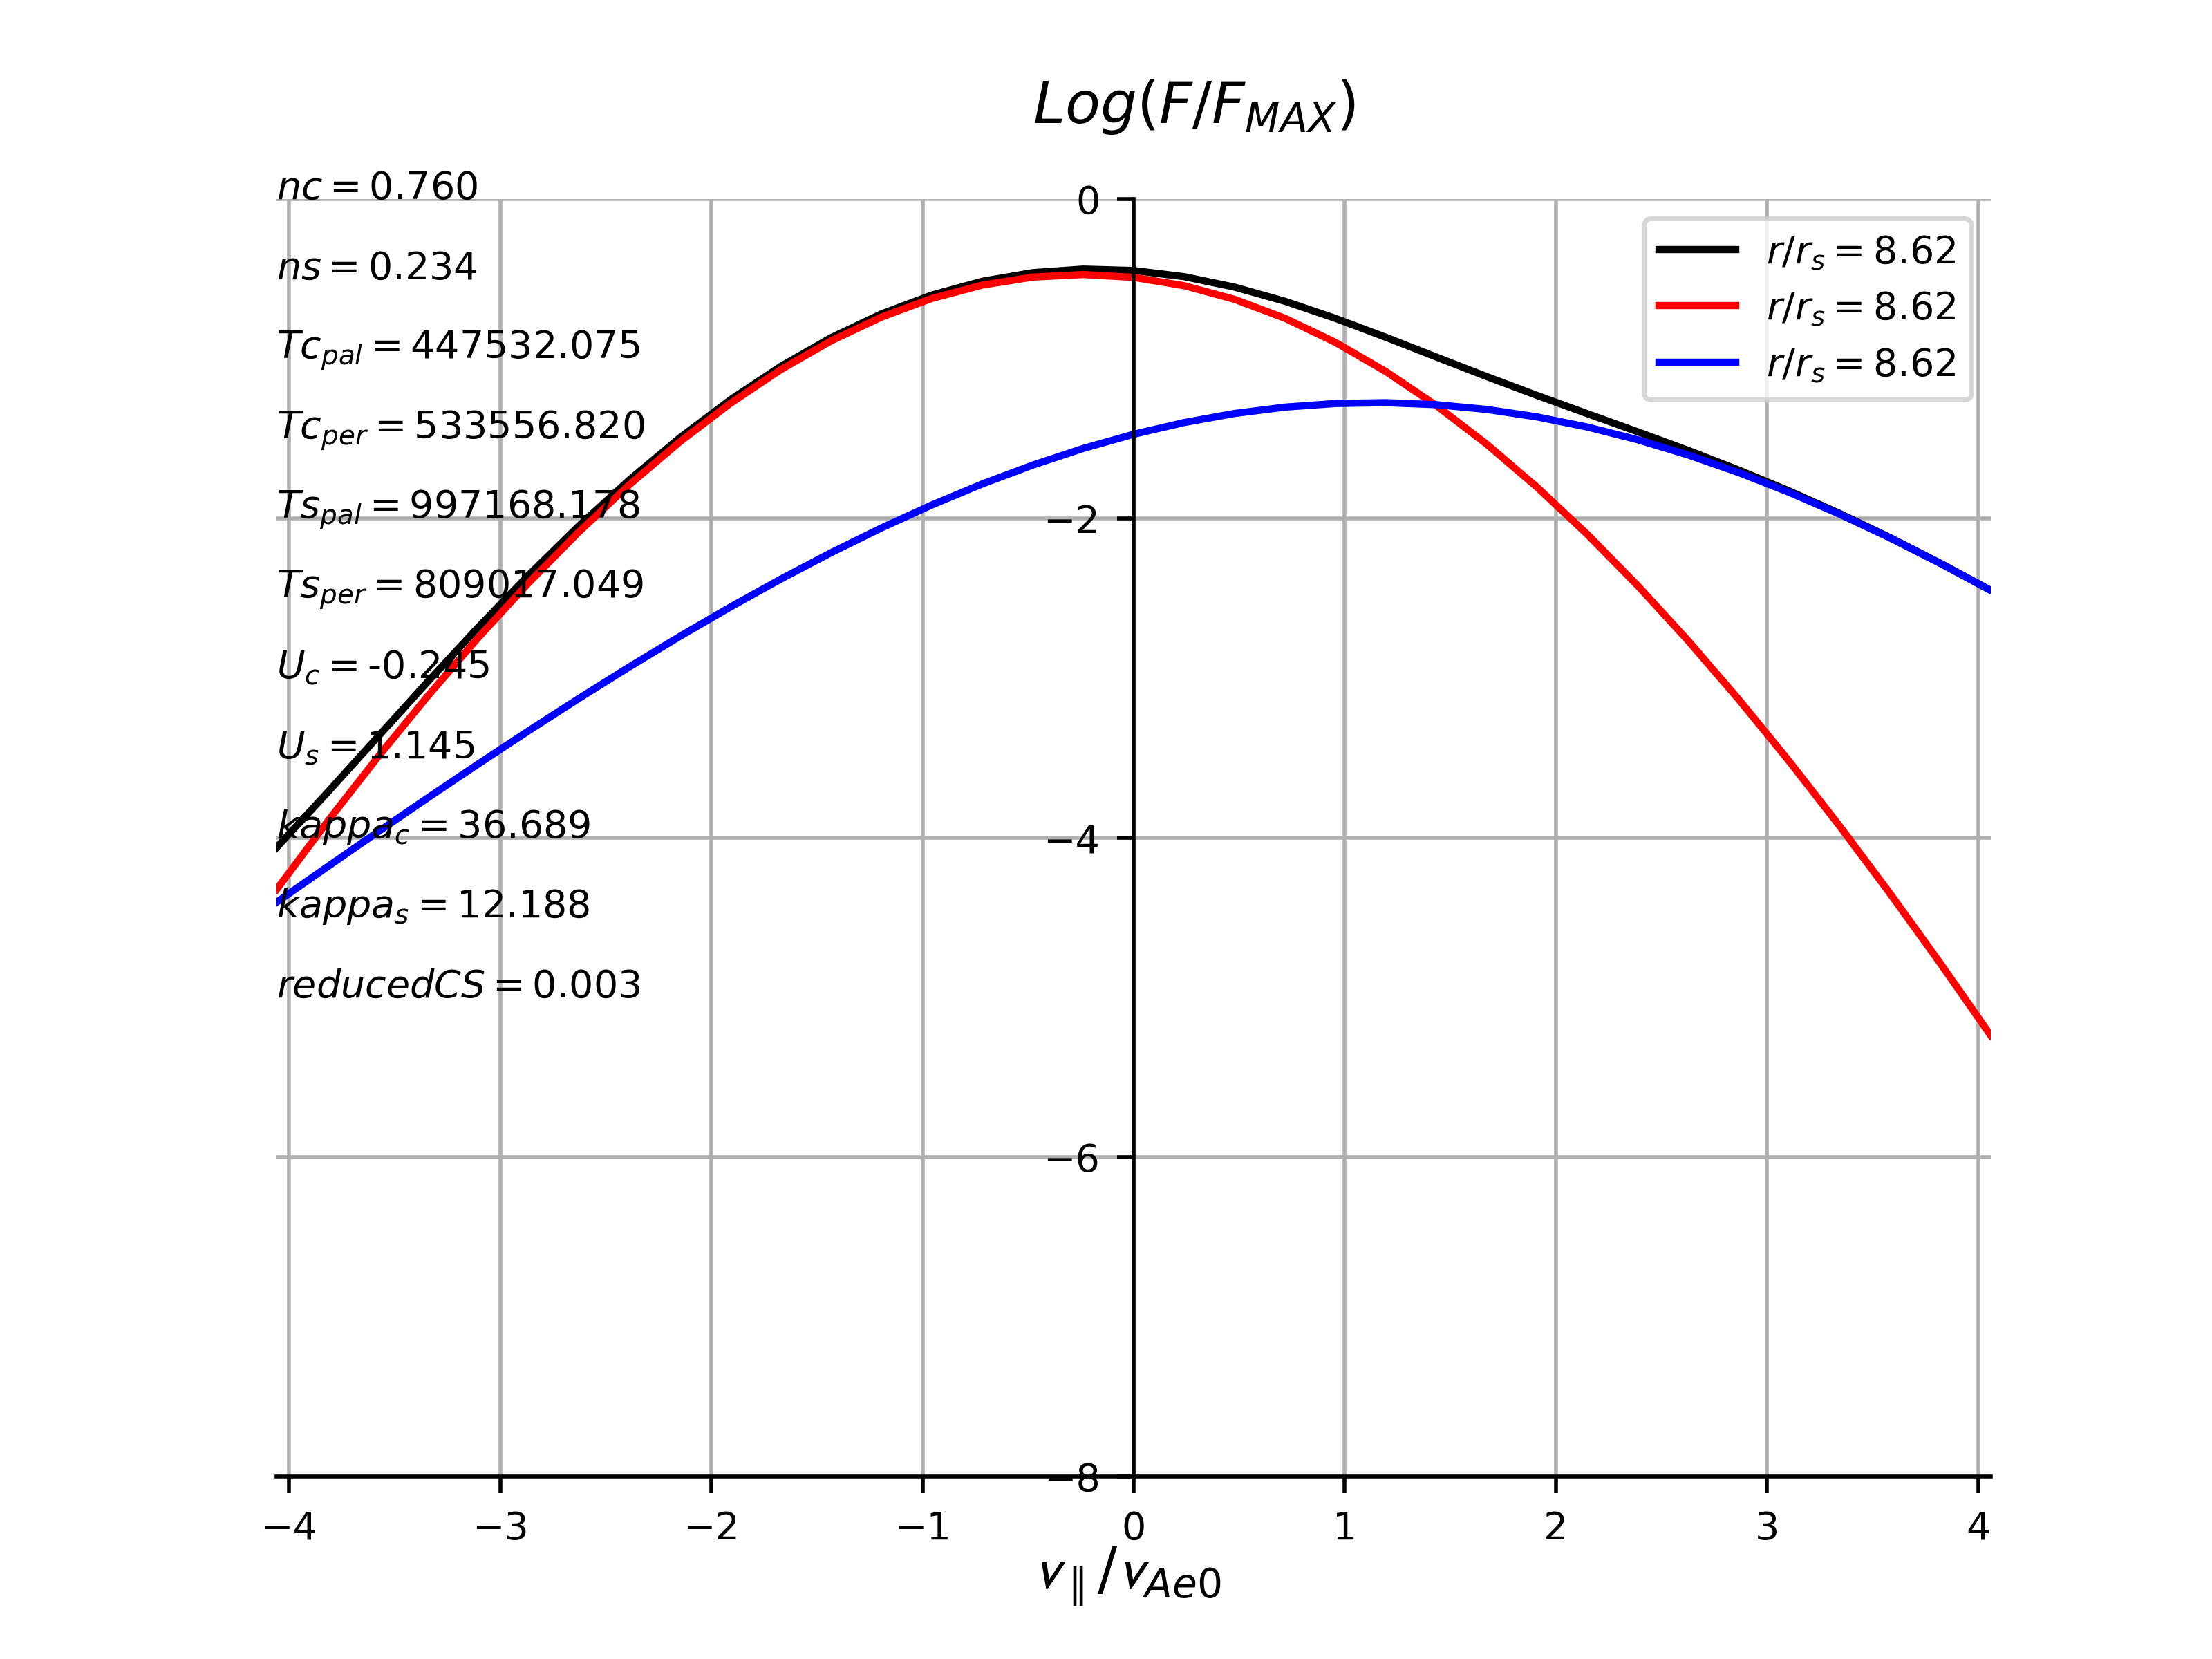 Log(F/F_MAX)
nc = 0.760
ns = 0.234
Tc_pal = 447532.075
Tc_per = 533556.820
Ts_pal = 997168.178
Ts_per = 809017.049
U_c = -0.245
U_s = 1.145
kappa_c = 36.689
kappa_s = 12.188
reducedCS = 0.003
0
−2
−4
−6
−8
r/r_s = 8.62
r/r_s = 8.62
r/r_s = 8.62
−4 −3 −2 −1 0 1 2 3 4
v_∥/v_Ae0